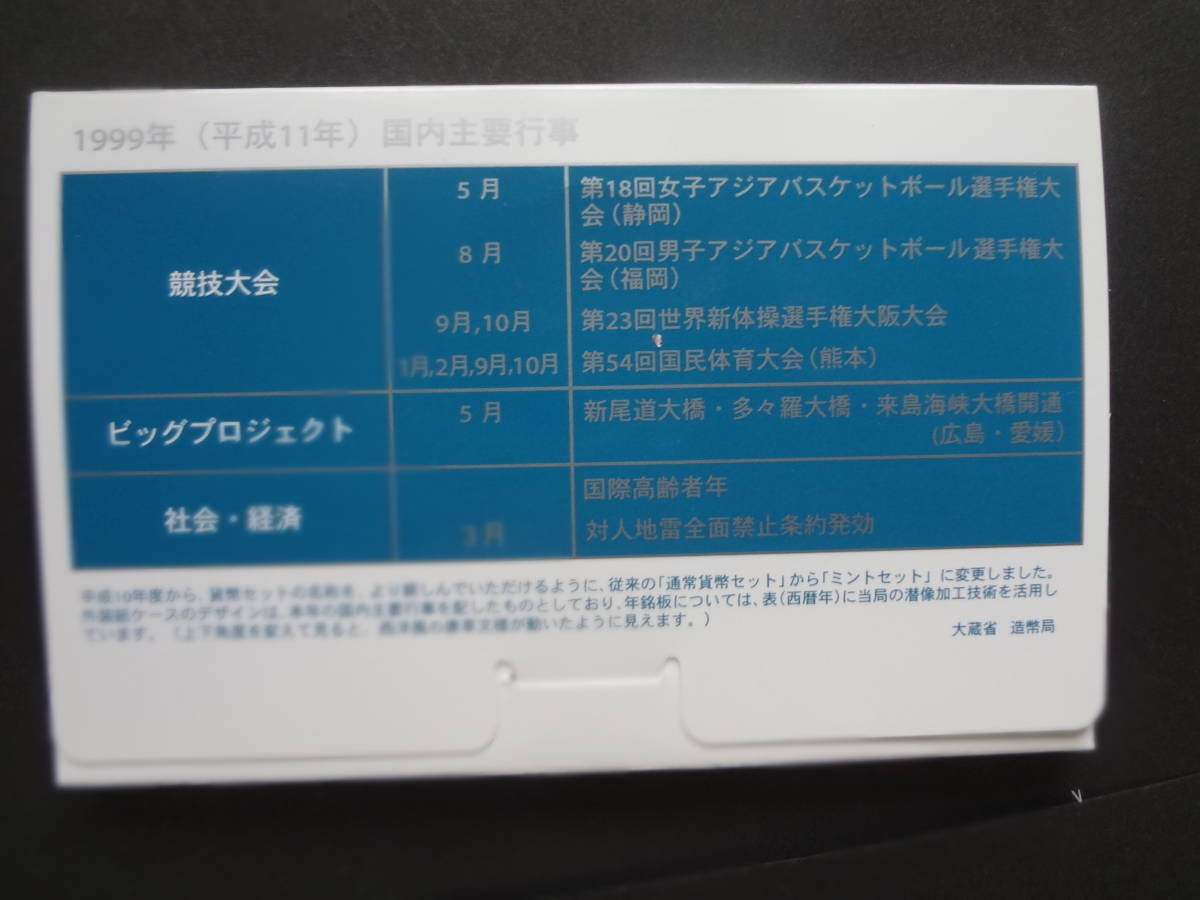 1999年（平成11年）国内主要行事
競技大会
5月 第18回女子アジアバスケットボール選手権大
会（静岡）
8月 第20回男子アジアバスケットボール選手権大
会（福岡）
9月,10月 第23回世界新体操選手権大阪大会
1月,2月,9月,10月 第54回国民体育大会（熊本）
ビッグプロジェクト
5月 新尾道大橋・多々羅大橋・来島海峡大橋開通
（広島・愛媛）
社会・経済
国際高齢者年
3月 対人地雷全面禁止条約発効
平成10年度から、貨幣セットの名称を、より親しんでいただけるように、従来の「通常貨幣セット」から「ミントセット」に変更しました。
外装紙ケースのデザインは、本年の国内主要行事を記したものとしており、年銘板については、表（西暦年）に当局の潜像加工技術を活用し
ています。（上下角度を変えて見ると、西洋風の唐草文様が動いたように見えます。）
大蔵省 造幣局